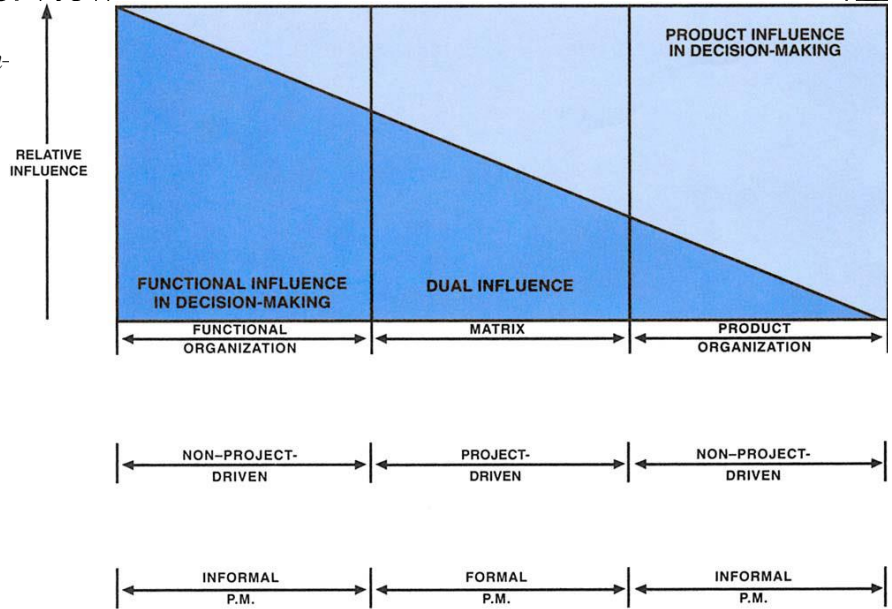 PRODUCT INFLUENCE
IN DECISION-MAKING
RELATIVE
INFLUENCE
FUNCTIONAL INFLUENCE
IN DECISION-MAKING
DUAL INFLUENCE
FUNCTIONAL
ORGANIZATION
MATRIX
PRODUCT
ORGANIZATION
NON–PROJECT-
DRIVEN
PROJECT-
DRIVEN
NON–PROJECT-
DRIVEN
INFORMAL
P.M.
FORMAL
P.M.
INFORMAL
P.M.